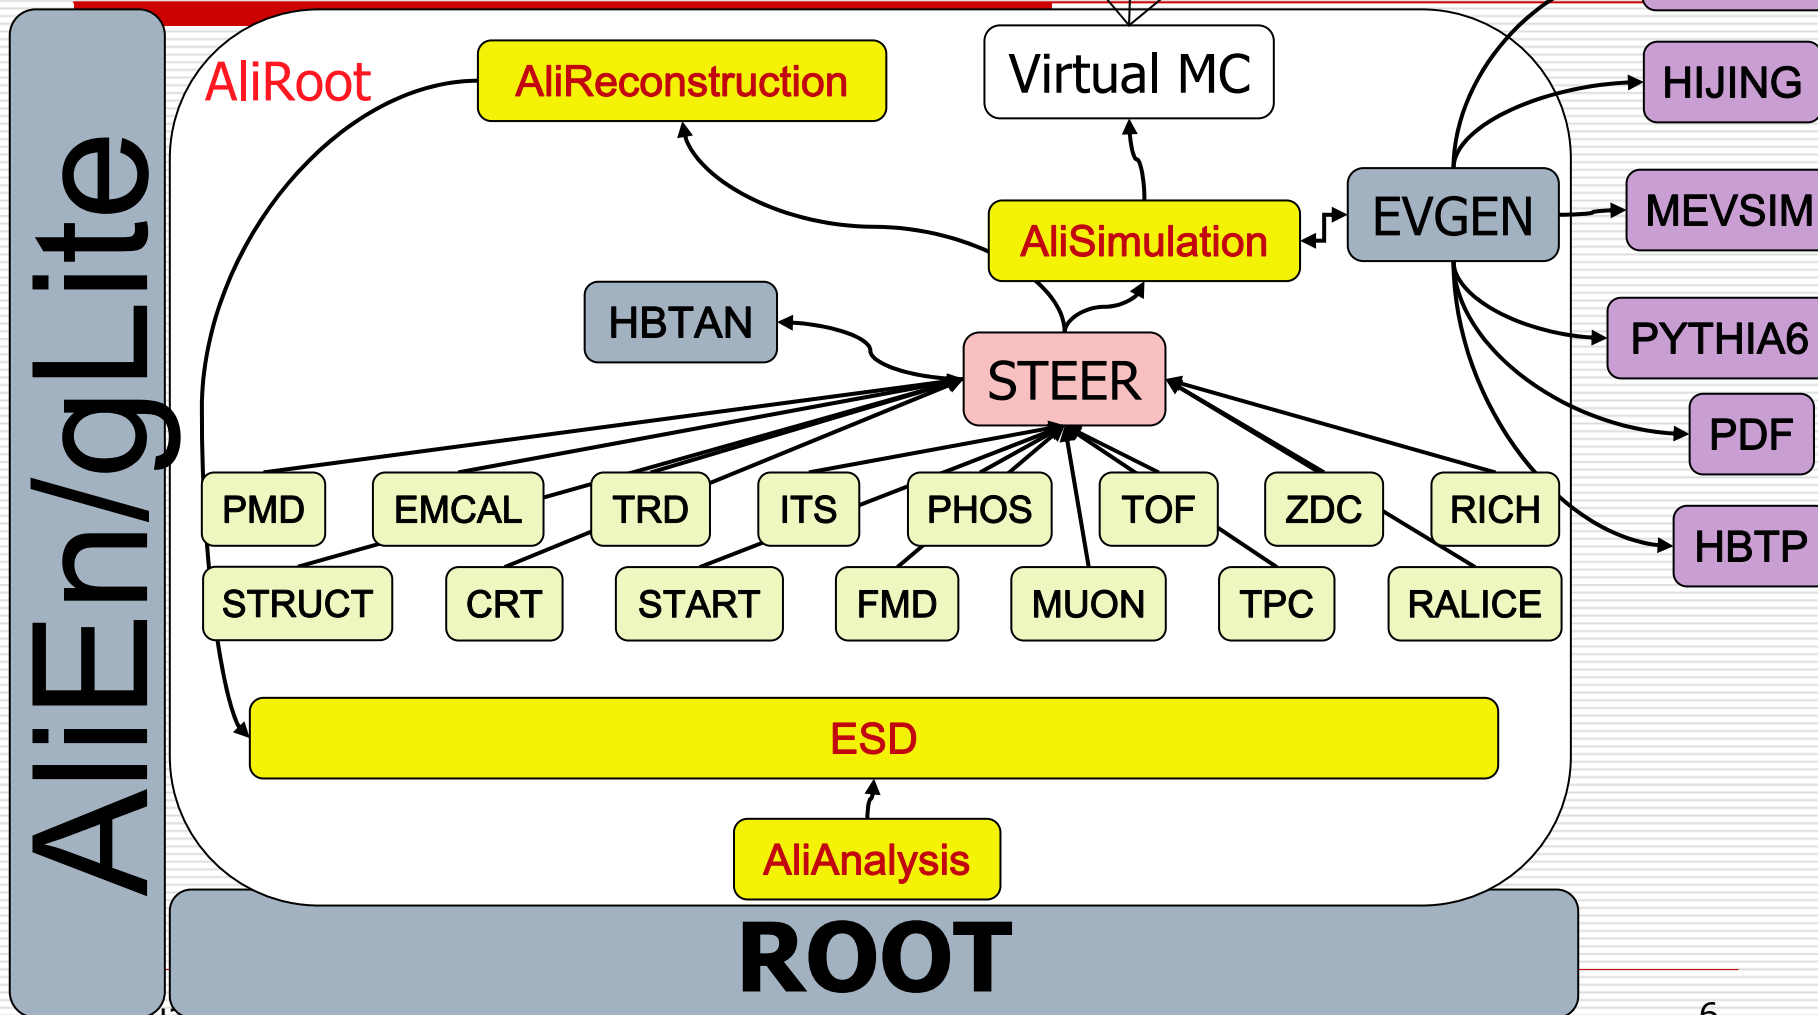 AliEn/gLite
AliRoot
AliReconstruction
Virtual MC
HIJING
EVGEN
MEVSIM
AliSimulation
HBTAN
PYTHIA6
STEER
PDF
PMD
EMCAL
TRD
ITS
PHOS
TOF
ZDC
RICH
HBTP
STRUCT
CRT
START
FMD
MUON
TPC
RALICE
ESD
AliAnalysis
ROOT
6